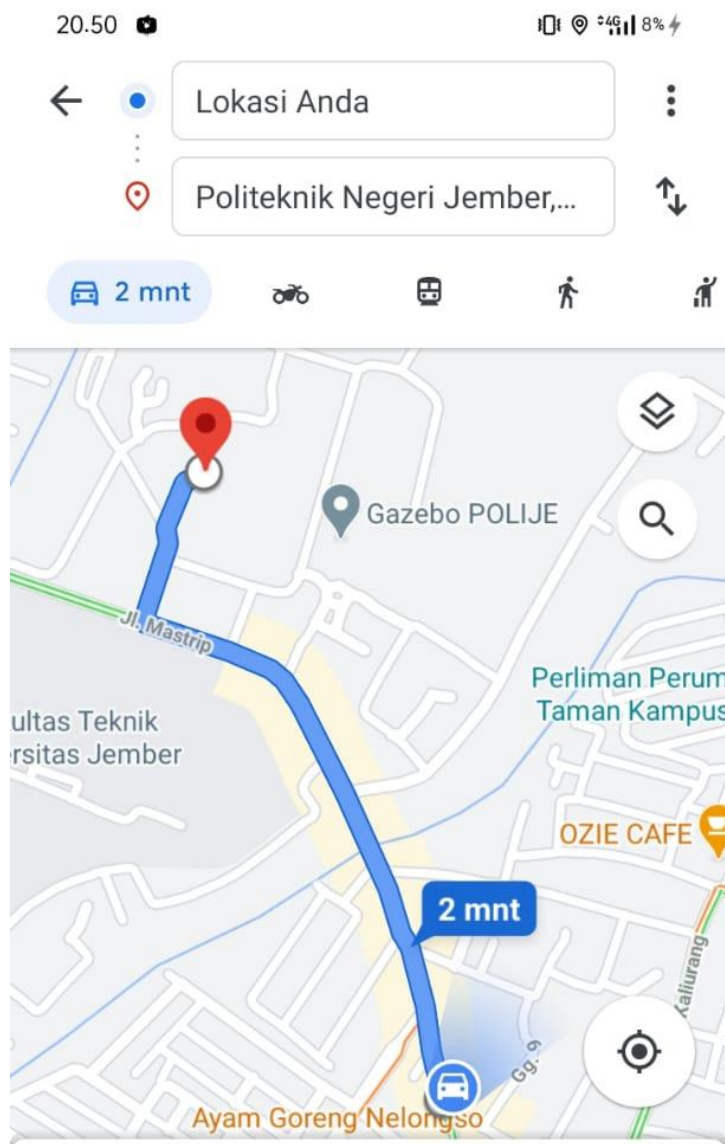 20.50
4G 8%
Lokasi Anda
Politeknik Negeri Jember,...
2 mnt
Gazebo POLIJE
Jl. Mastrip
Perliman Perum
Taman Kampus
ultas Teknik
rsitas Jember
OZIE CAFE
2 mnt
Kaliurang
Gg. 9
Ayam Goreng Nelongso